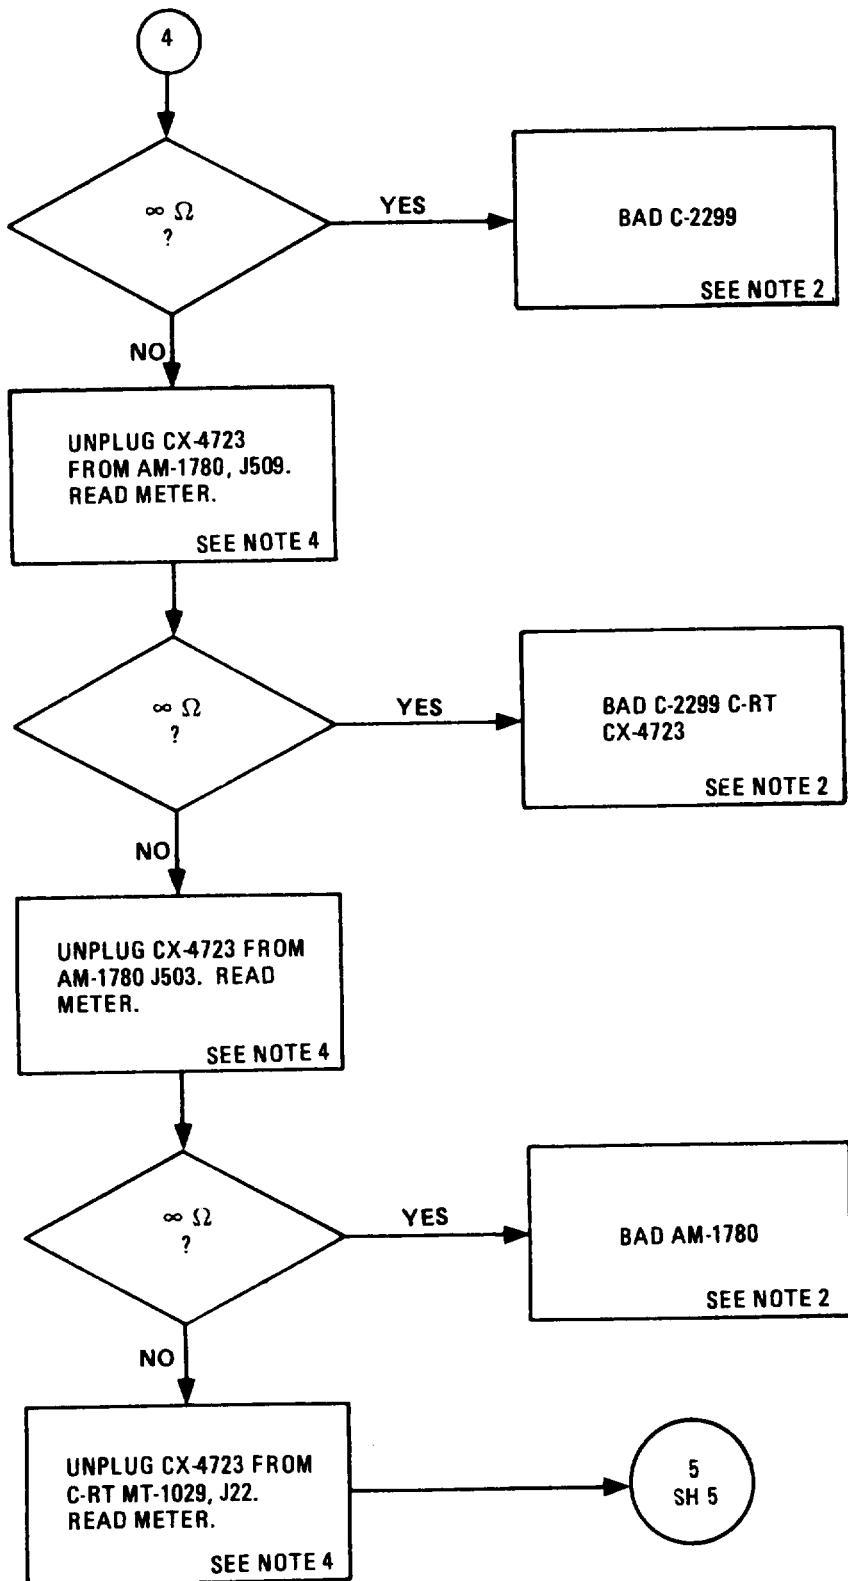 4
∞ Ω
?
YES
BAD C-2299
SEE NOTE 2
NO
UNPLUG CX-4723
FROM AM-1780, J509.
READ METER.
SEE NOTE 4
∞ Ω
?
YES
BAD C-2299 C-RT
CX-4723
SEE NOTE 2
NO
UNPLUG CX-4723 FROM
AM-1780 J503. READ
METER.
SEE NOTE 4
∞ Ω
?
YES
BAD AM-1780
SEE NOTE 2
NO
UNPLUG CX-4723 FROM
C-RT MT-1029, J22.
READ METER.
SEE NOTE 4
5
SH 5